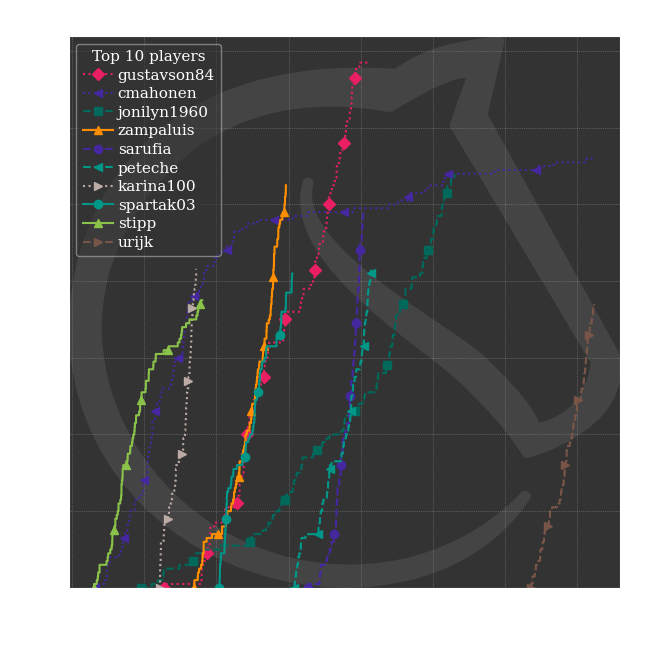 Top 10 players
gustavson84
cmahonen
jonilyn1960
zampaluis
sarufia
peteche
karina100
spartak03
stipp
urijk